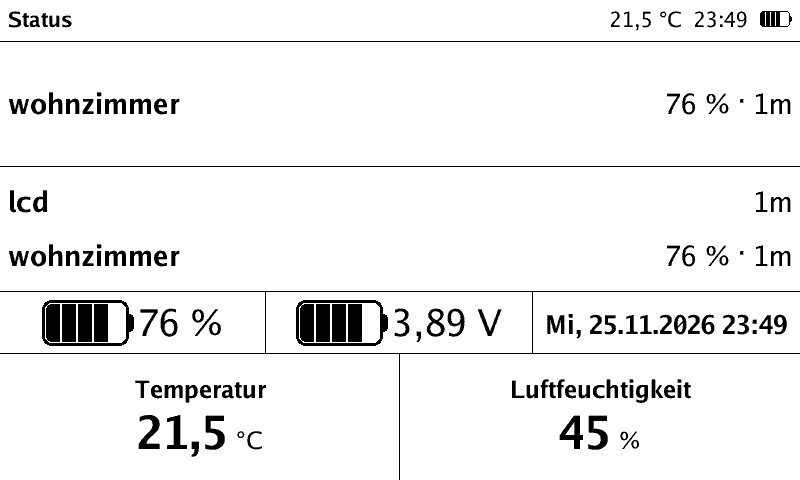 Status 21,5 °C 23:49
wohnzimmer 76 % · 1m
lcd 1m
wohnzimmer 76 % · 1m
76 % 3,89 V Mi, 25.11.2026 23:49
Temperatur Luftfeuchtigkeit
21,5 °C 45 %